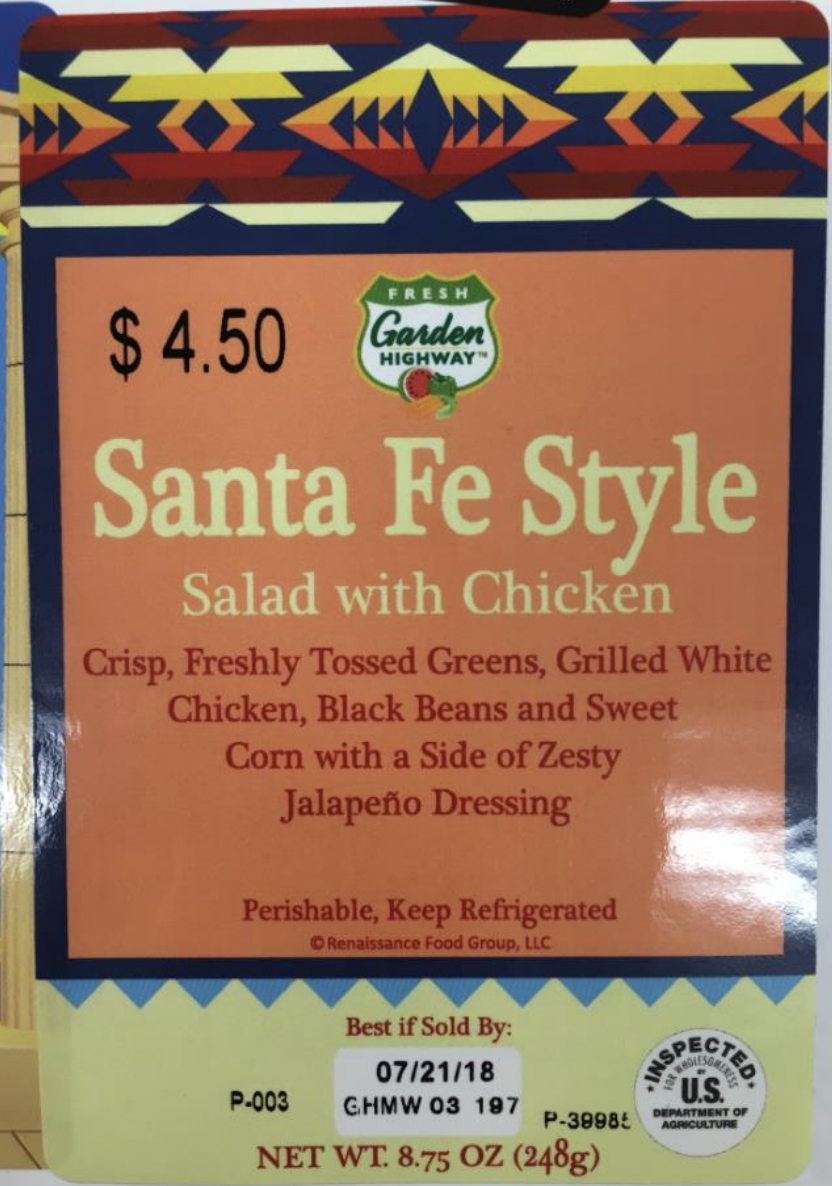 $ 4.50
FRESH
Garden
HIGHWAY™
Santa Fe Style
Salad with Chicken
Crisp, Freshly Tossed Greens, Grilled White
Chicken, Black Beans and Sweet
Corn with a Side of Zesty
Jalapeño Dressing
Perishable, Keep Refrigerated
© Renaissance Food Group, LLC
Best if Sold By:
07/21/18
P-003
GHMW 03 197
INSPECTED
FOR WHOLESOMENESS
BY
U.S.
DEPARTMENT OF
AGRICULTURE
NET WT. 8.75 OZ (248g)